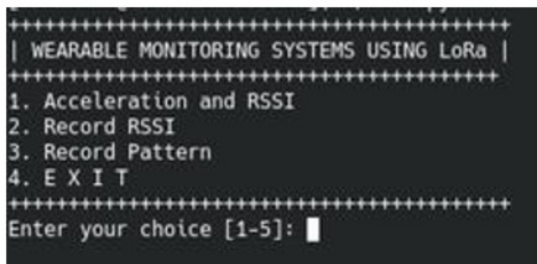 +++++++++++++++++++++++++++++++++++++++++
| WEARABLE MONITORING SYSTEMS USING LoRa |
++++++++++++++++++++++++++++++++++++++++
1. Acceleration and RSSI
2. Record RSSI
3. Record Pattern
4. E X I T
+++++++++++++++++++++++++++++++++++++++++
Enter your choice [1-5]: